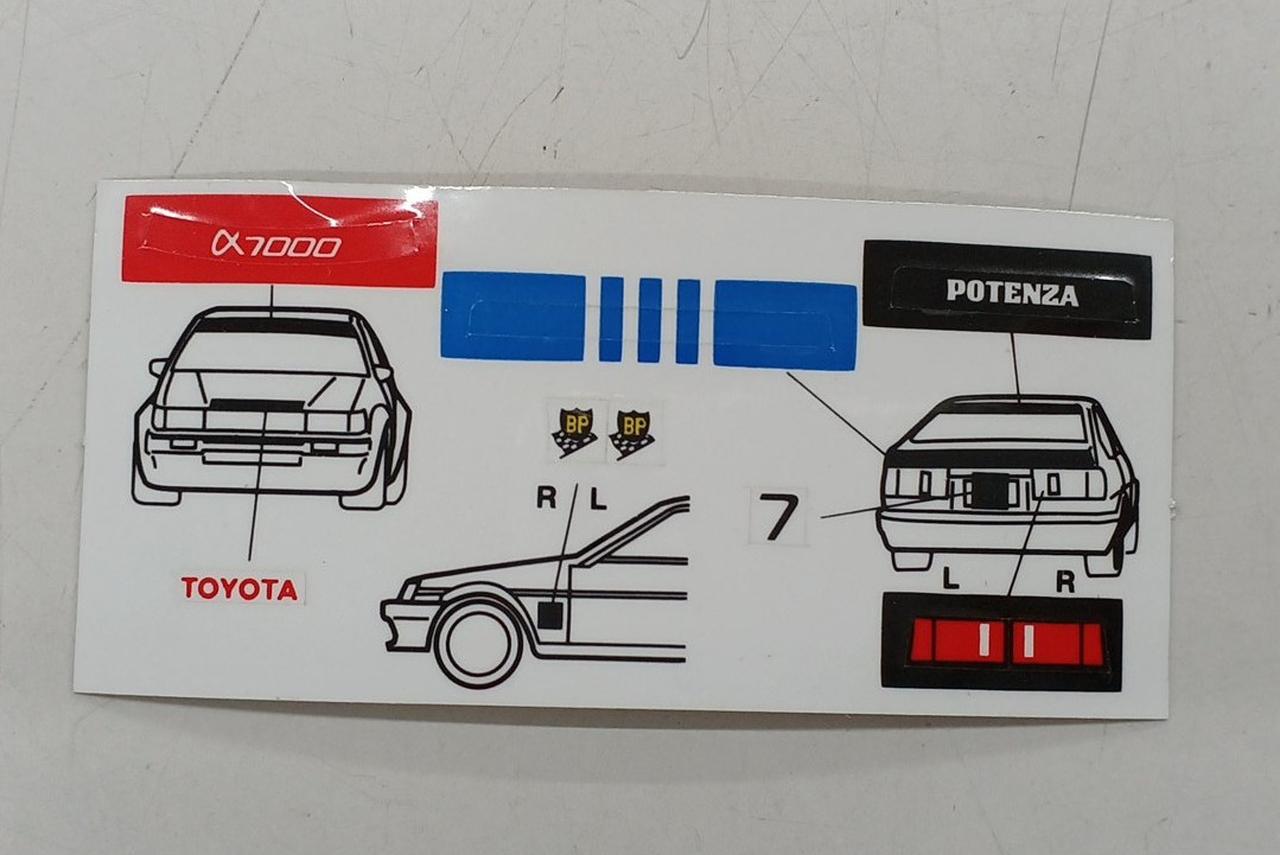 α7000
POTENZA
BP BP
R L
7
TOYOTA
L R